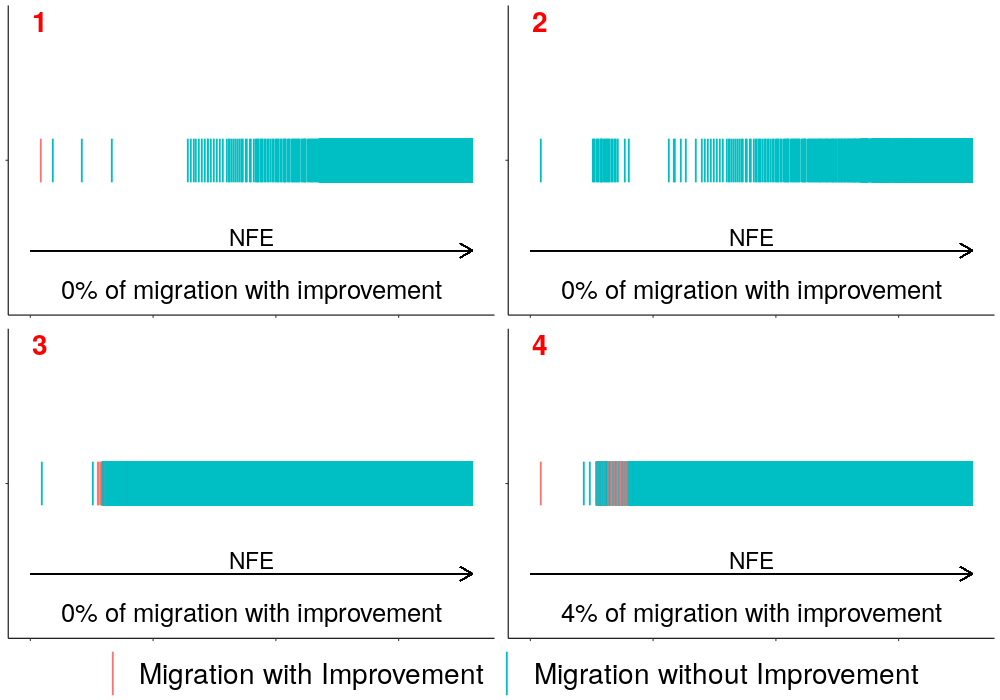 1
NFE
0% of migration with improvement
2
NFE
0% of migration with improvement
3
NFE
0% of migration with improvement
4
NFE
4% of migration with improvement
Migration with Improvement
Migration without Improvement